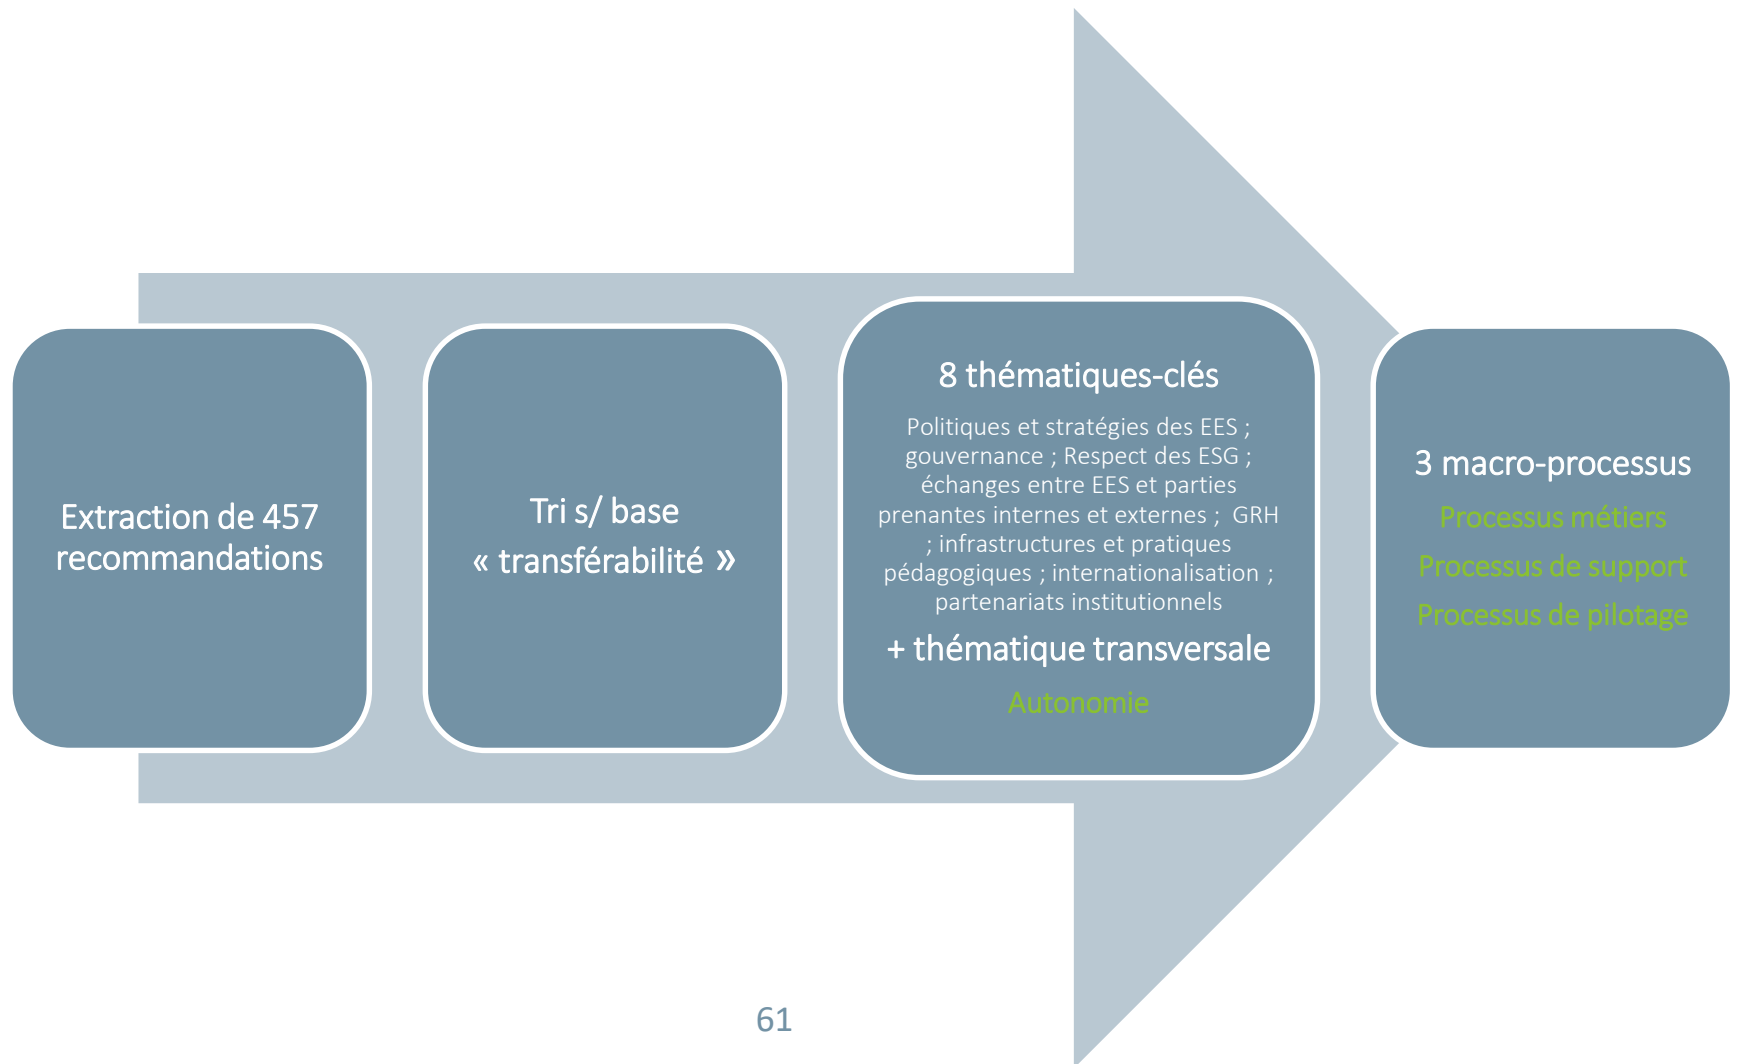 Extraction de 457
recommandations
Tri s/ base
« transférabilité »
8 thématiques-clés
Politiques et stratégies des EES ;
gouvernance ; Respect des ESG ;
échanges entre EES et parties
prenantes internes et externes ; GRH
; infrastructures et pratiques
pédagogiques ; internationalisation ;
partenariats institutionnels
+ thématique transversale
Autonomie
3 macro-processus
Processus métiers
Processus de support
Processus de pilotage
61